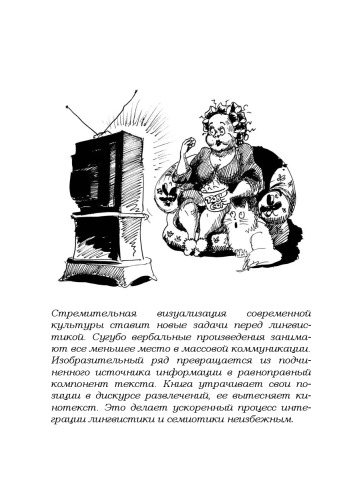 Стремительная визуализация современной
культуры ставит новые задачи перед лингвис-
тикой. Сугубо вербальные произведения занима-
ют все меньшее место в массовой коммуникации.
Изобразительный ряд превращается из подчи-
ненного источника информации в равноправный
компонент текста. Книга утрачивает свои по-
зиции в дискурсе развлечений, ее вытесняет ки-
нотекст. Это делает ускоренный процесс инте-
грации лингвистики и семиотики неизбежным.